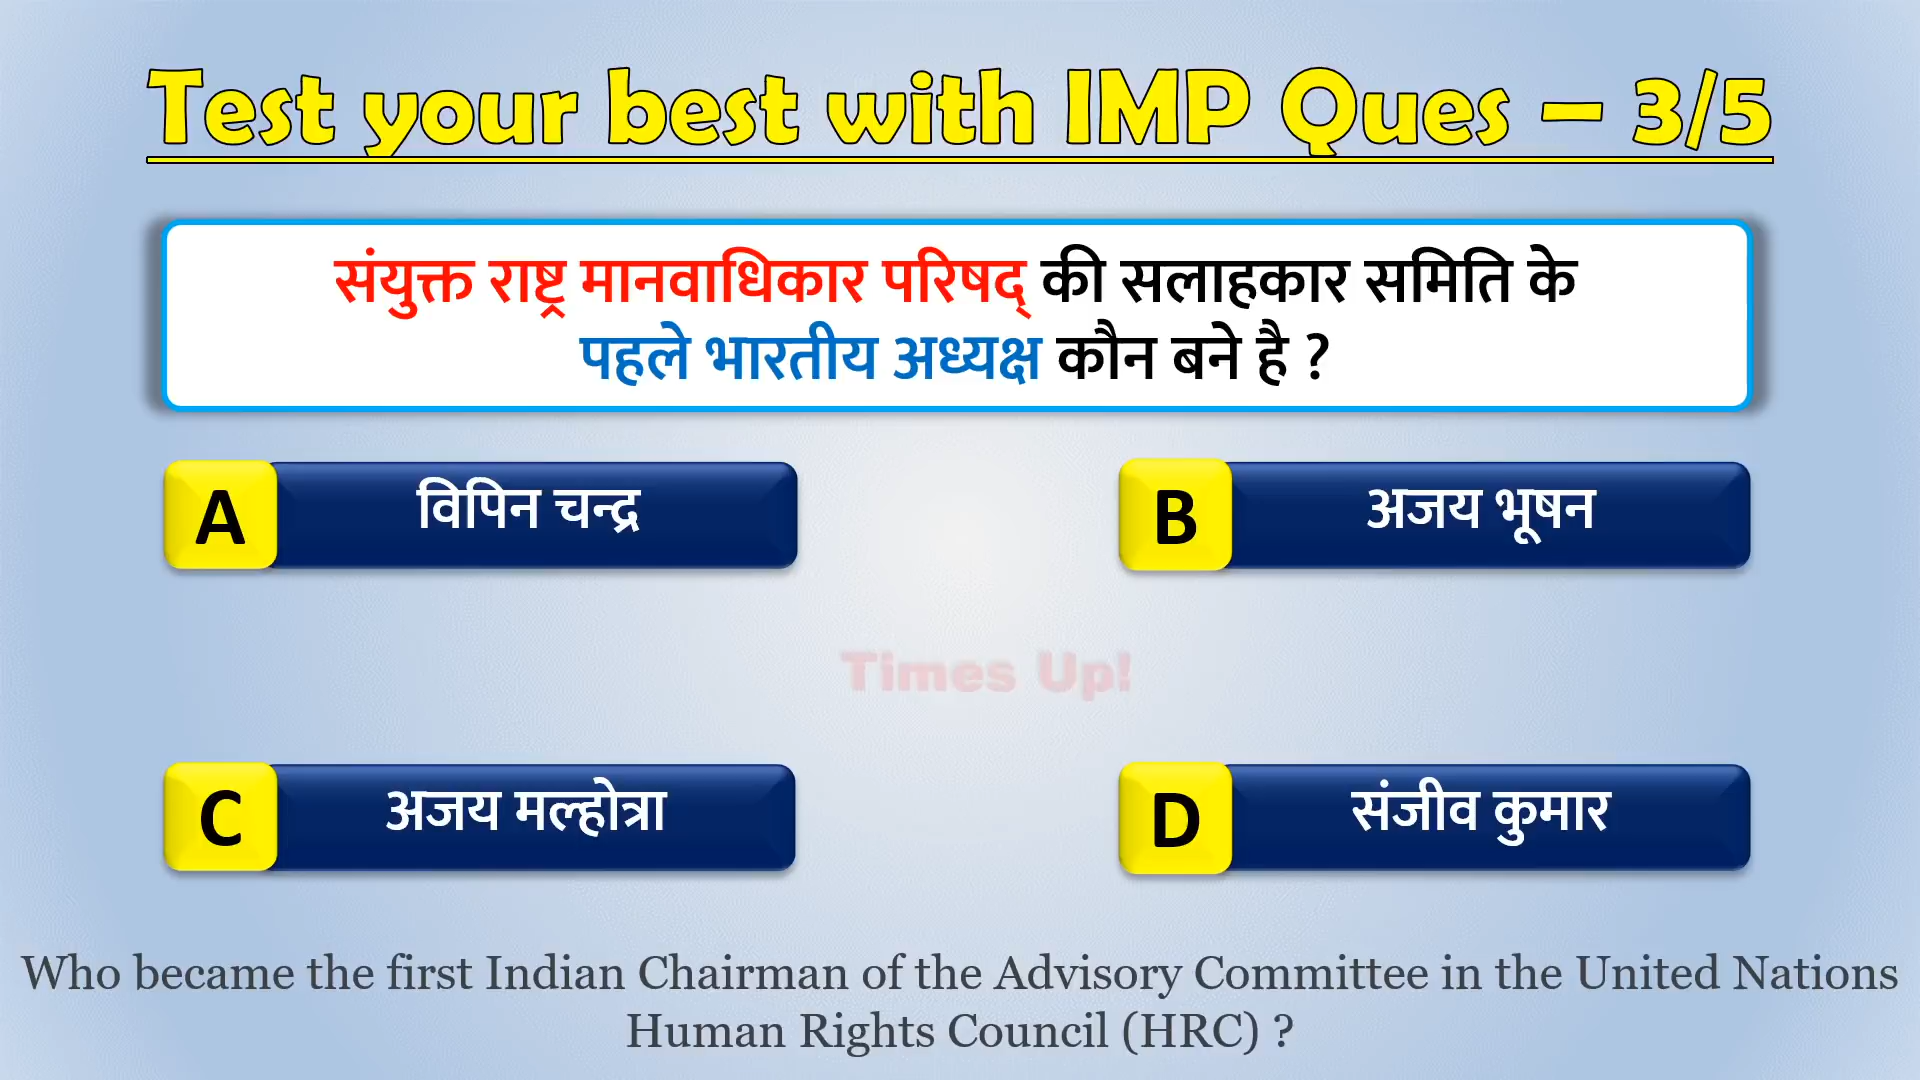 Test your best with IMP Ques – 3/5
संयुक्त राष्ट्र मानवाधिकार परिषद् की सलाहकार समिति के
पहले भारतीय अध्यक्ष कौन बने है ?
A विपिन चन्द्र
B अजय भूषन
Times Up!
C अजय मल्होत्रा
D संजीव कुमार
Who became the first Indian Chairman of the Advisory Committee in the United Nations
Human Rights Council (HRC) ?